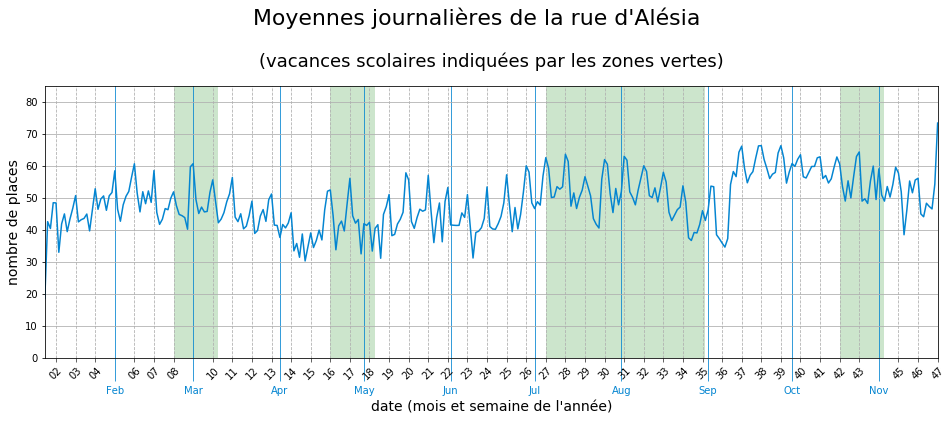 Moyennes journalières de la rue d'Alésia
(vacances scolaires indiquées par les zones vertes)
nombre de places
80
70
60
50
40
30
20
10
0
02 03 04 06 07 08 10 11 12 13 14 15 16 17 18 19 20 21 22 23 24 25 26 27 28 29 30 31 32 33 34 35 36 37 38 39 40 41 42 43 45 46 47
Feb Mar Apr May Jun Jul Aug Sep Oct Nov
date (mois et semaine de l'année)